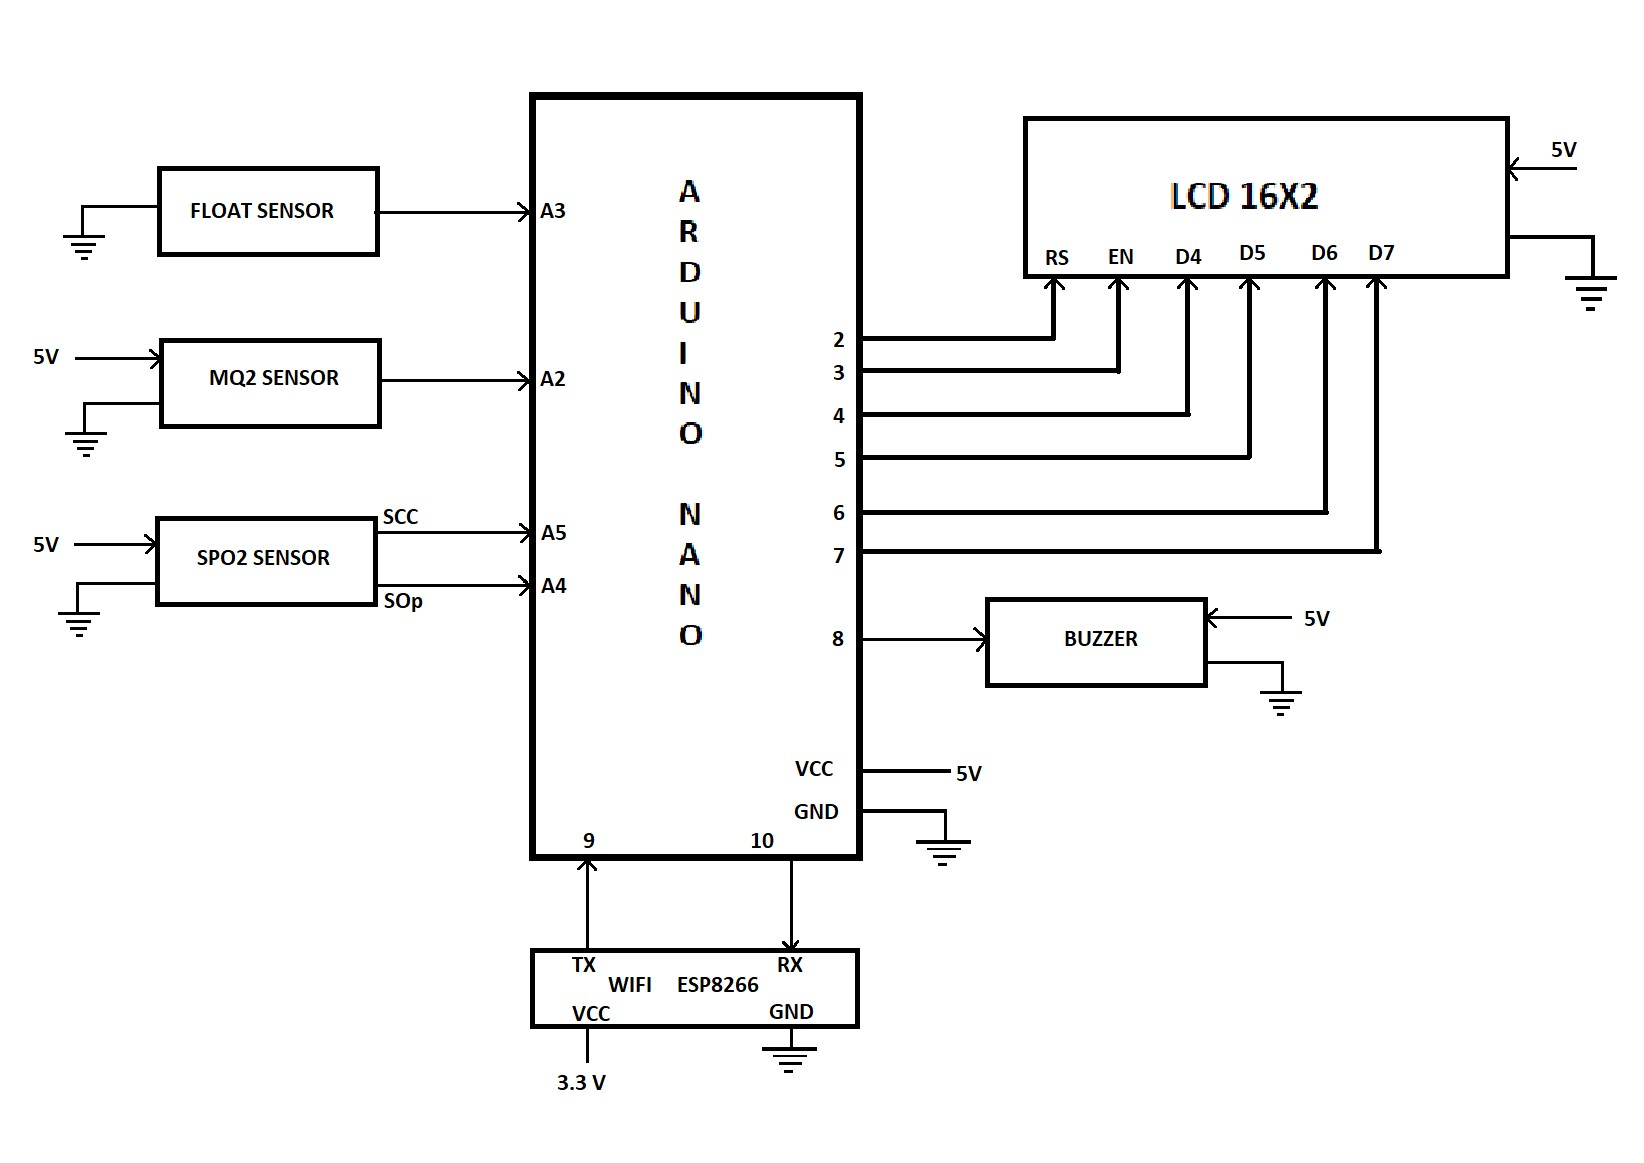 FLOAT SENSOR
A3
5V
MQ2 SENSOR
A2
5V
SPO2 SENSOR
SCC
A5
SOp
A4
ARDUINO NANO
LCD 16X2
5V
RS EN D4 D5 D6 D7
2
3
4
5
6
7
8
BUZZER
5V
VCC
5V
GND
9
10
TX
RX
WIFI ESP8266
VCC
GND
3.3 V